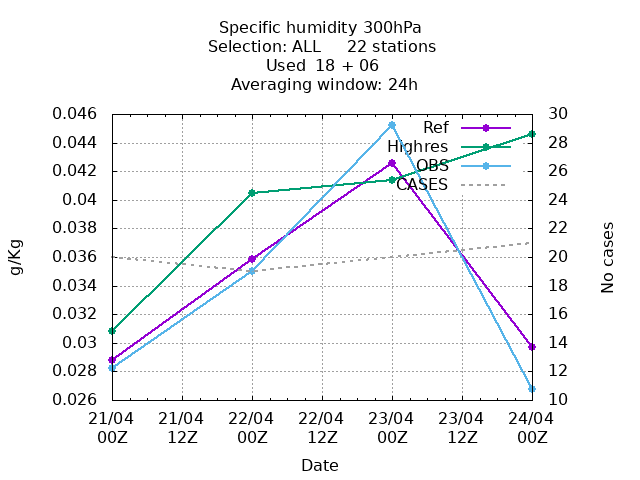 Specific humidity 300hPa
Selection: ALL     22 stations
Used  18 + 06
Averaging window: 24h
0.046 30
0.044 28
0.042 26
0.04 24
0.038 22
0.036 20
0.034 18
0.032 16
0.03 14
0.028 12
0.026 10
Ref
Highres
OBS
CASES
g/Kg
No cases
21/04 21/04 22/04 22/04 23/04 23/04 24/04
00Z 12Z 00Z 12Z 00Z 12Z 00Z
Date